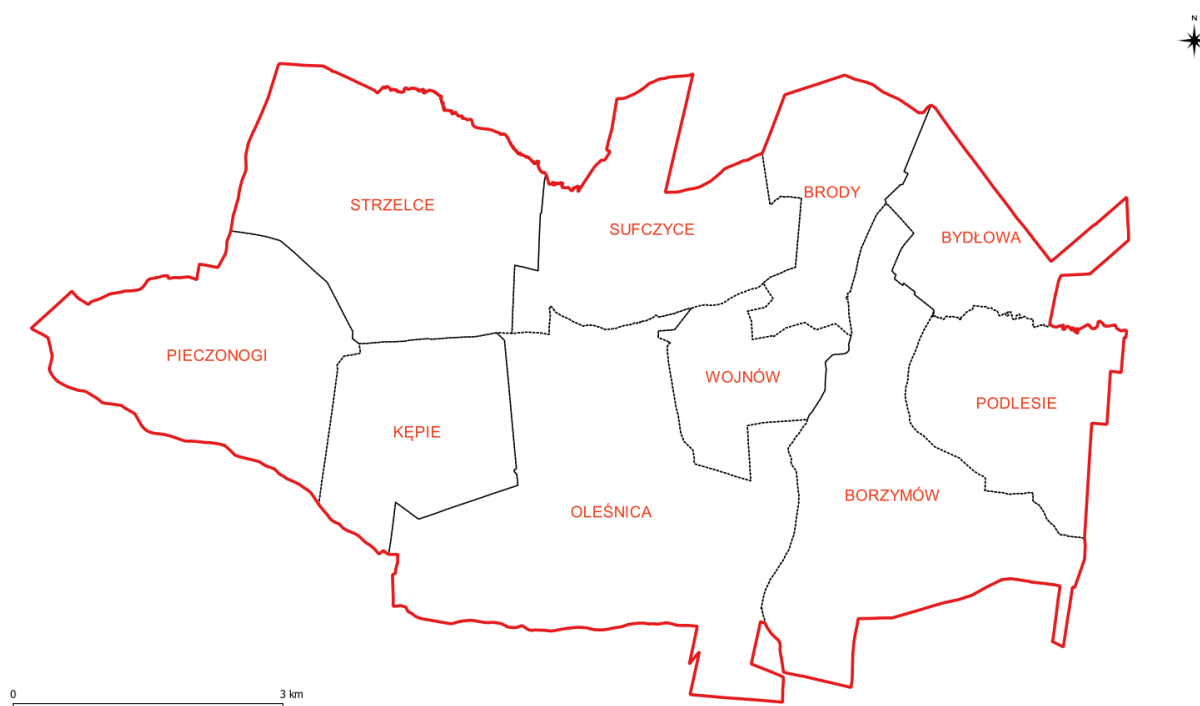 N
STRZELCE
SUFCZYCE
BRODY
BYDŁOWA
PIECZONOGI
WOJNÓW
PODLESIE
KĘPIE
BORZYMÓW
OLEŚNICA
0 3 km